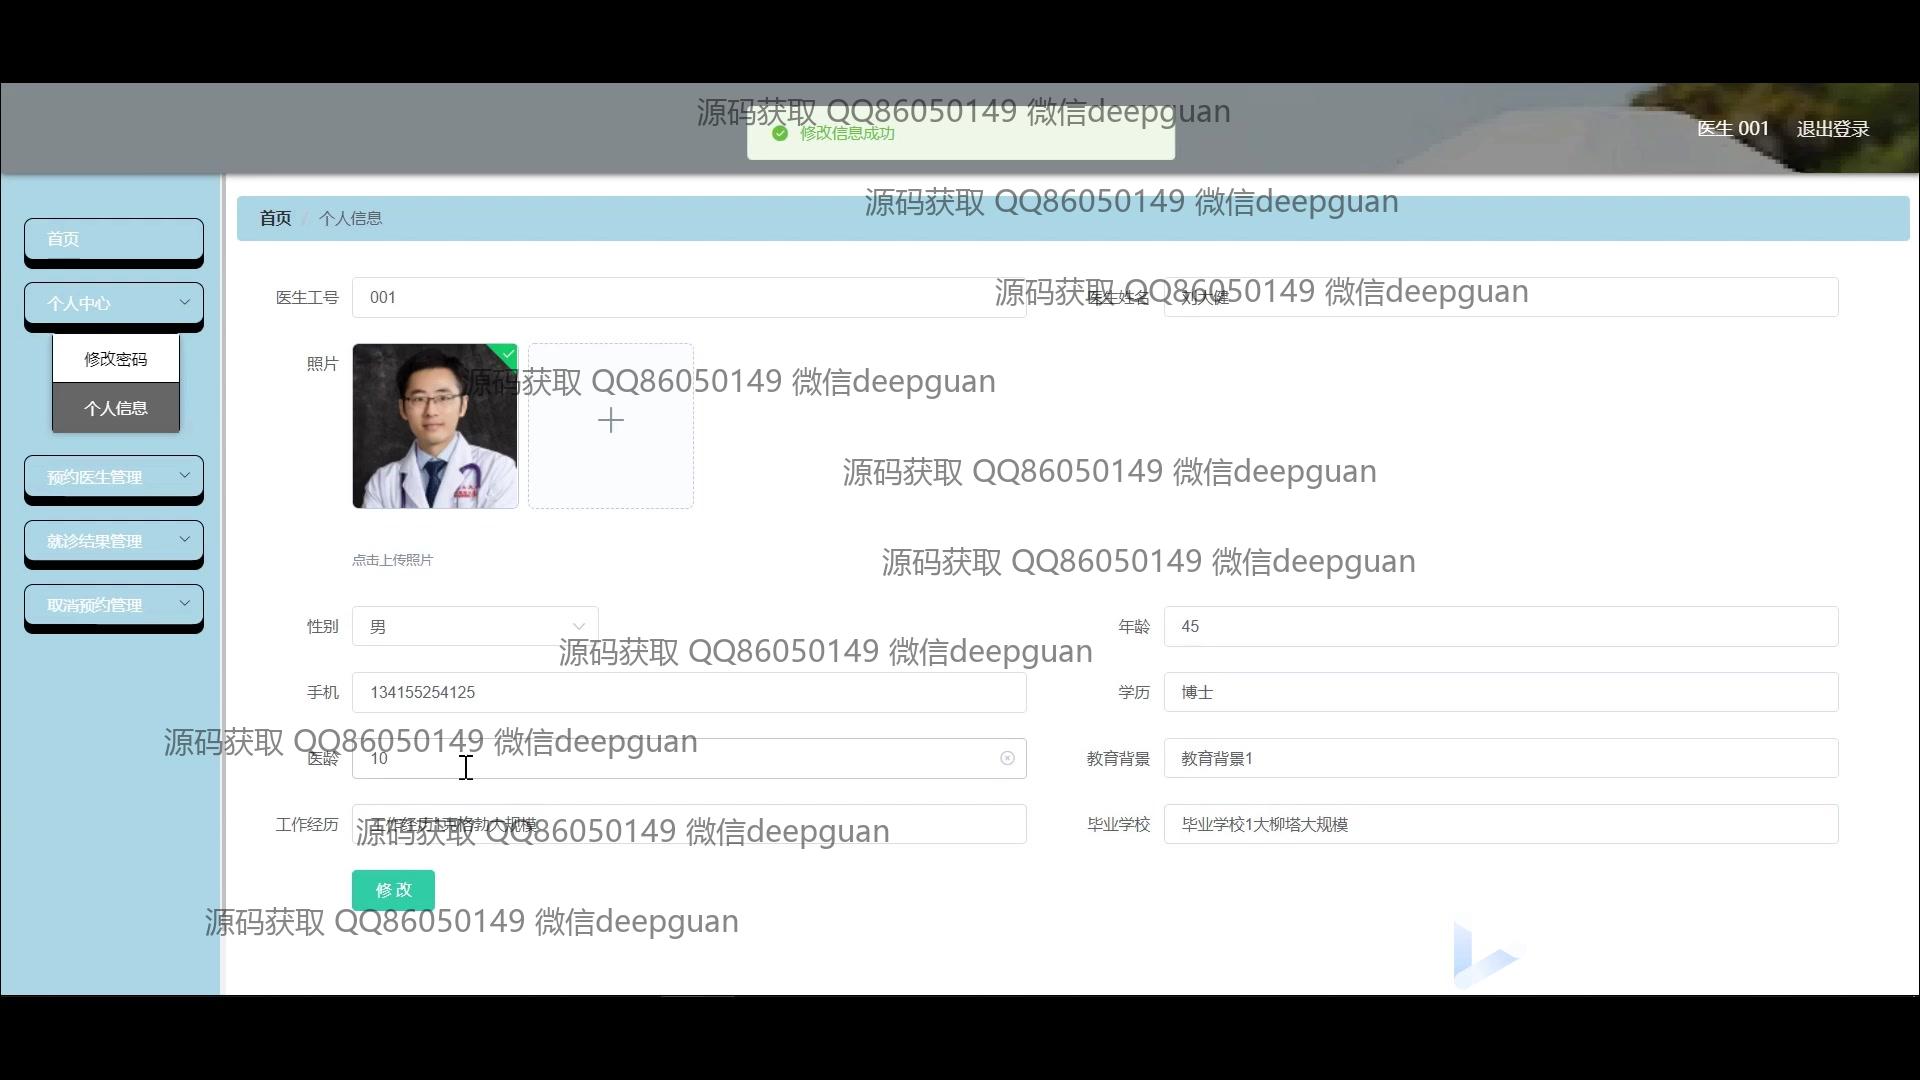 源码获取 QQ86050149 微信deepguan
修改信息成功
医生 001 退出登录
源码获取 QQ86050149 微信deepguan
首页 / 个人信息
首页
个人中心
修改密码
个人信息
预约医生管理
就诊结果管理
取消预约管理
医生工号 001
医生姓名 刘大健
源码获取 QQ86050149 微信deepguan
照片
源码获取 QQ86050149 微信deepguan
源码获取 QQ86050149 微信deepguan
点击上传照片
源码获取 QQ86050149 微信deepguan
性别 男
年龄 45
源码获取 QQ86050149 微信deepguan
手机 134155254125
学历 博士
源码获取 QQ86050149 微信deepguan
医龄 10
教育背景 教育背景1
工作经历
源码获取 QQ86050149 微信deepguan
毕业学校 毕业学校1大柳塔大规模
修改
源码获取 QQ86050149 微信deepguan